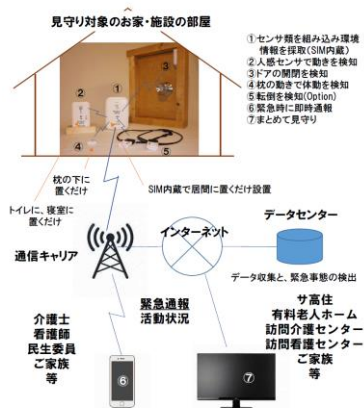 見守り対象のお家・施設の部屋
①センサ類を組み込み環境
情報を採取(SIM内蔵)
②人感センサで動きを検知
③ドアの開閉を検知
④枕の動きで体動を検知
⑤転倒を検知(Option)
⑥緊急時に即時通報
⑦まとめて見守り
①
②
③
④
⑤
枕の下に
置くだけ
トイレに、寝室に
置くだけ
SIM内蔵で居間に置くだけ設置
通信キャリア
インターネット
データセンター
データ収集と、緊急事態の検出
緊急通報
活動状況
介護士
看護師
民生委員
ご家族
等
サ高住
有料老人ホーム
訪問介護センター
訪問看護センター
ご家族
等
⑥
⑦